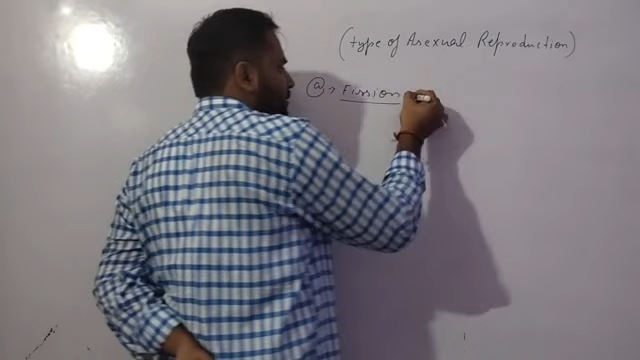 (type of Asexual Reproduction)
ⓐ → Fission